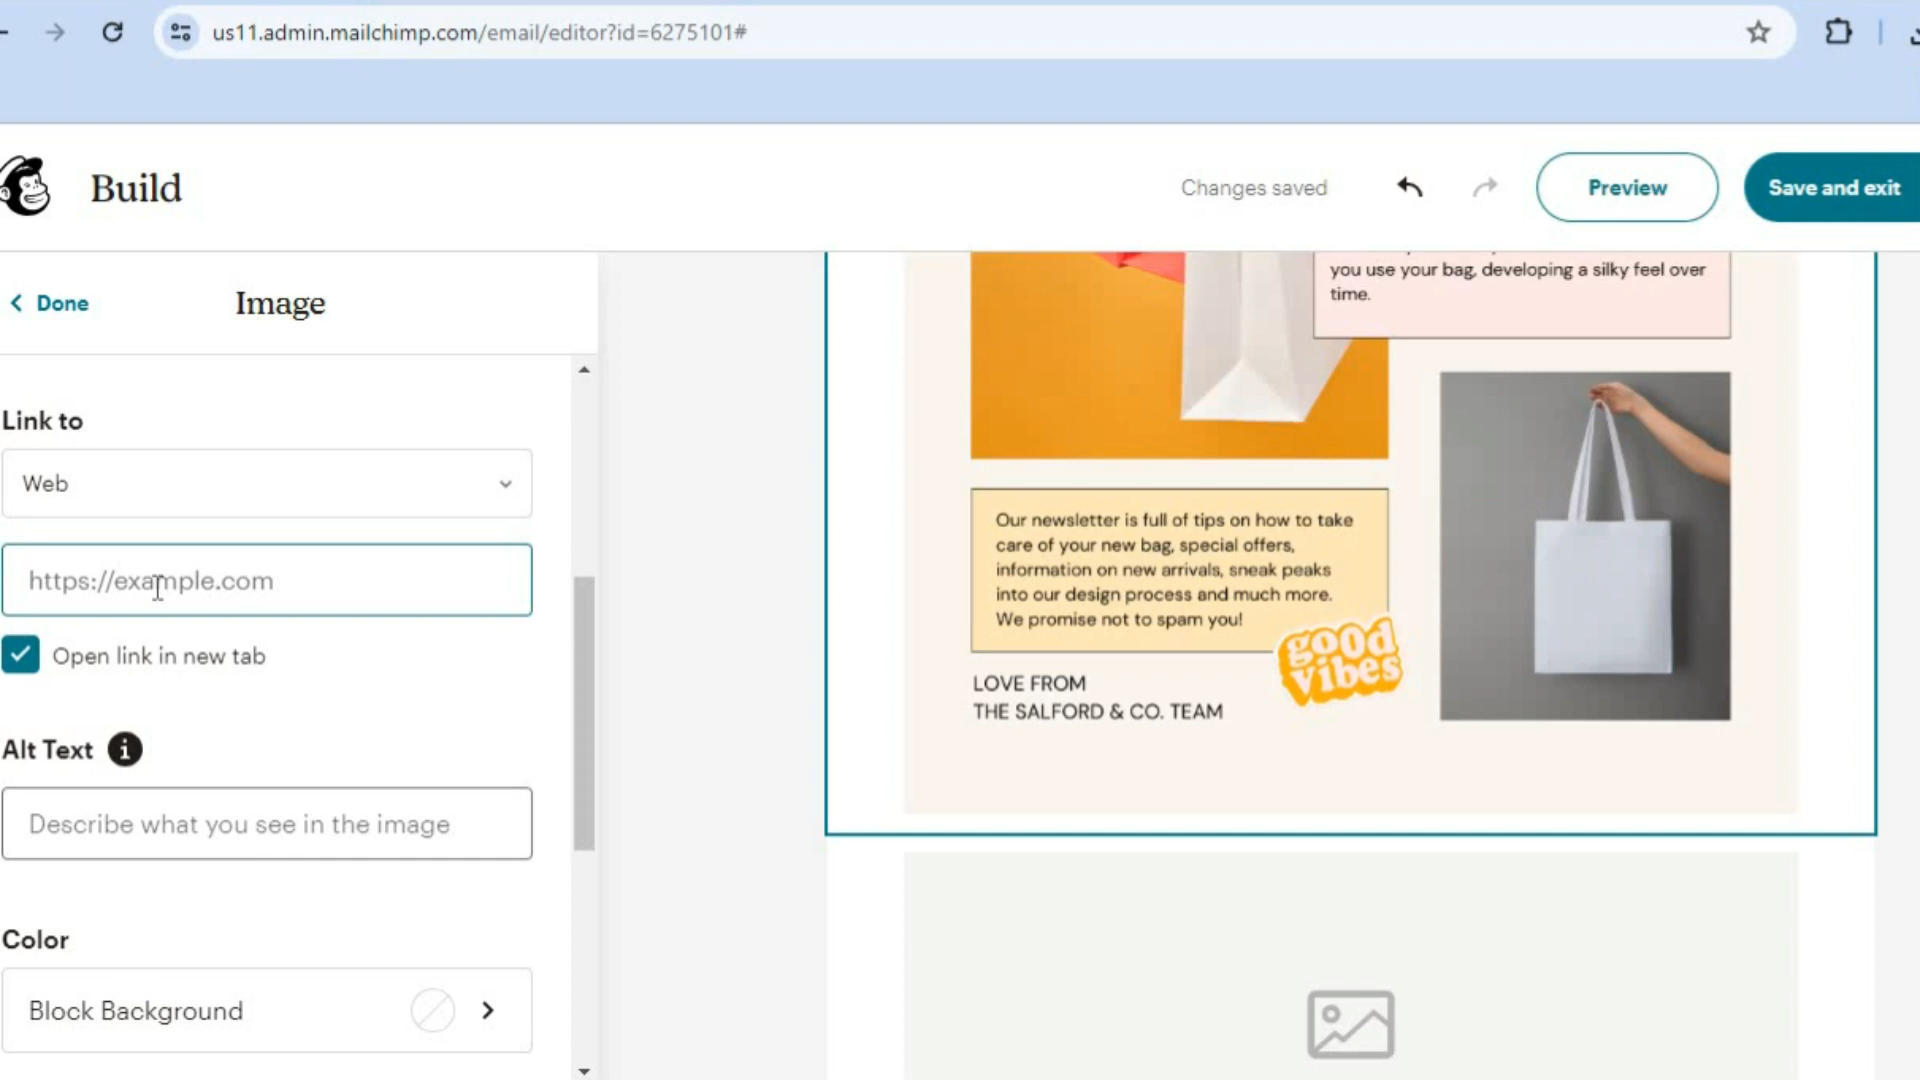 us11.admin.mailchimp.com/email/editor?id=6275101#
Build
Changes saved
Preview
Save and exit
Done
Image
Link to
Web
https://example.com
Open link in new tab
Alt Text
Describe what you see in the image
Color
Block Background
you use your bag, developing a silky feel over
time.
Our newsletter is full of tips on how to take
care of your new bag, special offers,
information on new arrivals, sneak peaks
into our design process and much more.
We promise not to spam you!
good
vibes
LOVE FROM
THE SALFORD & CO. TEAM